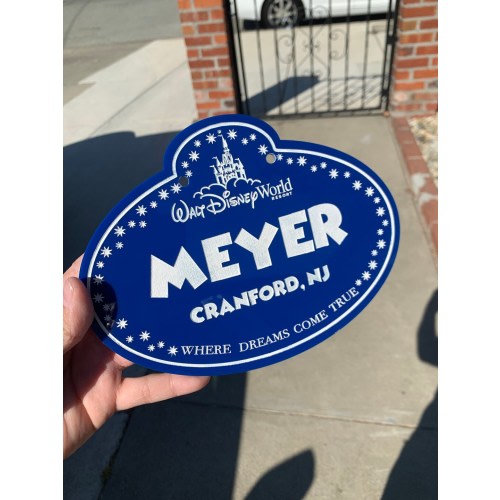 WALT DISNEY World
RESORT
MEYER
CRANFORD, NJ
WHERE DREAMS COME TRUE